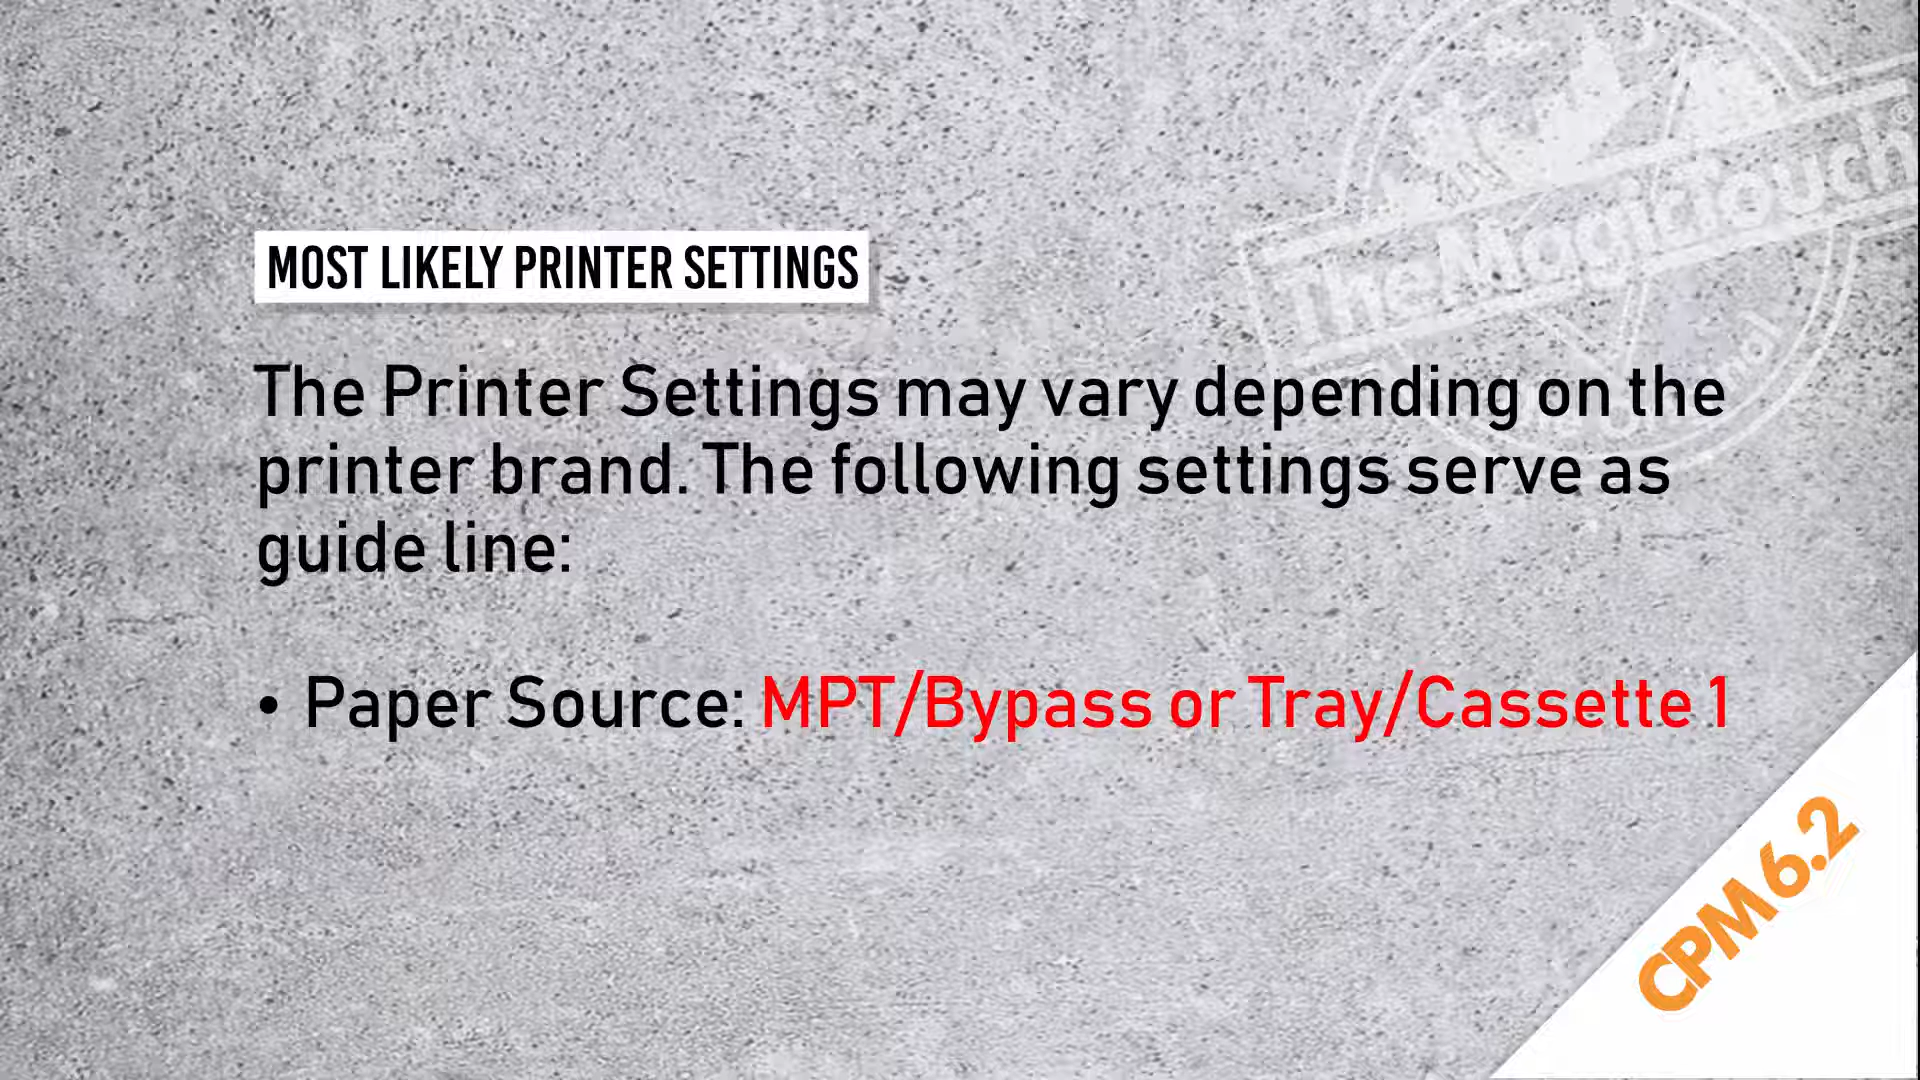 TheMagicTouch®
MOST LIKELY PRINTER SETTINGS
The Printer Settings may vary depending on the
printer brand. The following settings serve as
guide line:
• Paper Source: MPT/Bypass or Tray/Cassette 1
CPM 6.2